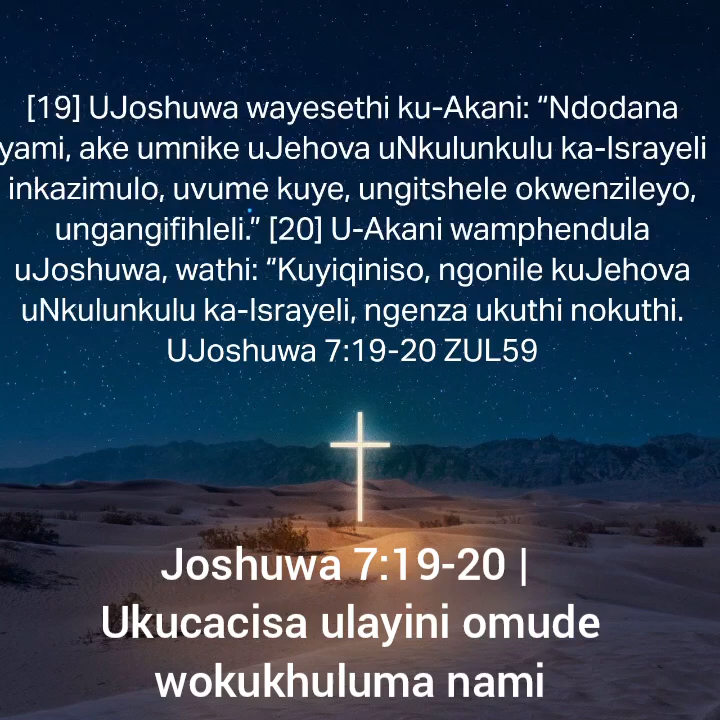 [19] UJoshuwa wayesethi ku-Akani: “Ndodana
yami, ake umnike uJehova uNkulunkulu ka-Israyeli
inkazimulo, uvume kuye, ungitshele okwenzileyo,
ungangifihleli.” [20] U-Akani wamphendula
uJoshuwa, wathi: “Kuyiqiniso, ngonile kuJehova
uNkulunkulu ka-Israyeli, ngenza ukuthi nokuthi.
UJoshuwa 7:19-20 ZUL59
Joshuwa 7:19-20 |
Ukucacisa ulayini omude
wokukhuluma nami